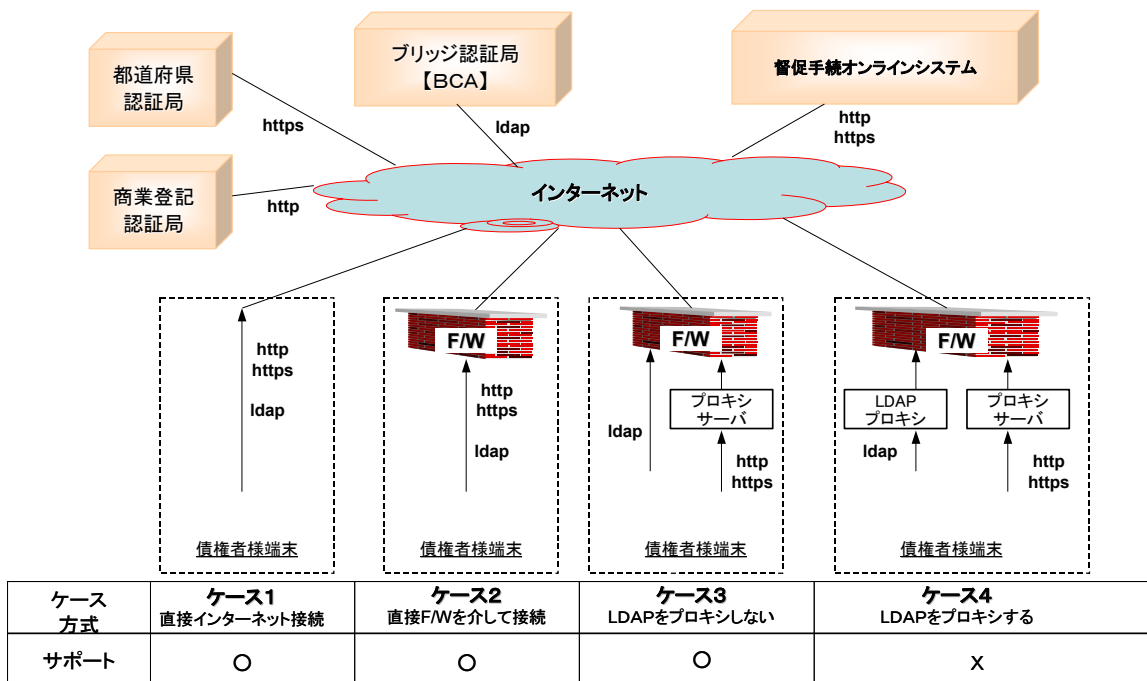 都道府県
認証局
ブリッジ認証局
【BCA】
督促手続オンラインシステム
https
ldap
http
https
商業登記
認証局
http
インターネット
http
https
ldap
債権者様端末
F/W
http
https
ldap
債権者様端末
F/W
プロキシ
サーバ
ldap
http
https
債権者様端末
F/W
LDAP
プロキシ
プロキシ
サーバ
ldap
http
https
債権者様端末
ケース
方式
ケース1
直接インターネット接続
ケース2
直接F/Wを介して接続
ケース3
LDAPをプロキシしない
ケース4
LDAPをプロキシする
サポート
○
○
○
x